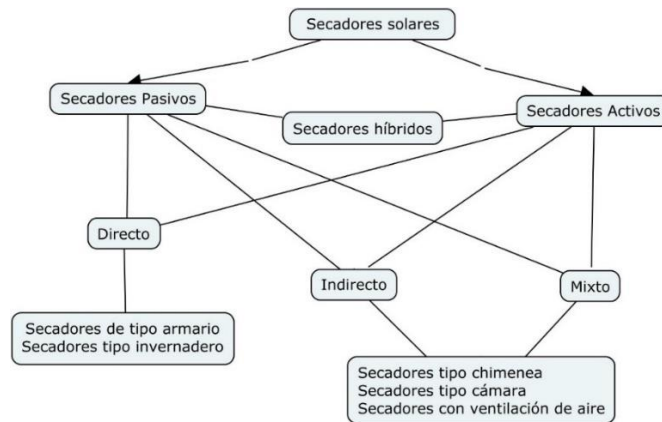 Secadores solares
Secadores Pasivos
Secadores Activos
Secadores híbridos
Directo
Indirecto
Mixto
Secadores de tipo armario
Secadores tipo invernadero
Secadores tipo chimenea
Secadores tipo cámara
Secadores con ventilación de aire